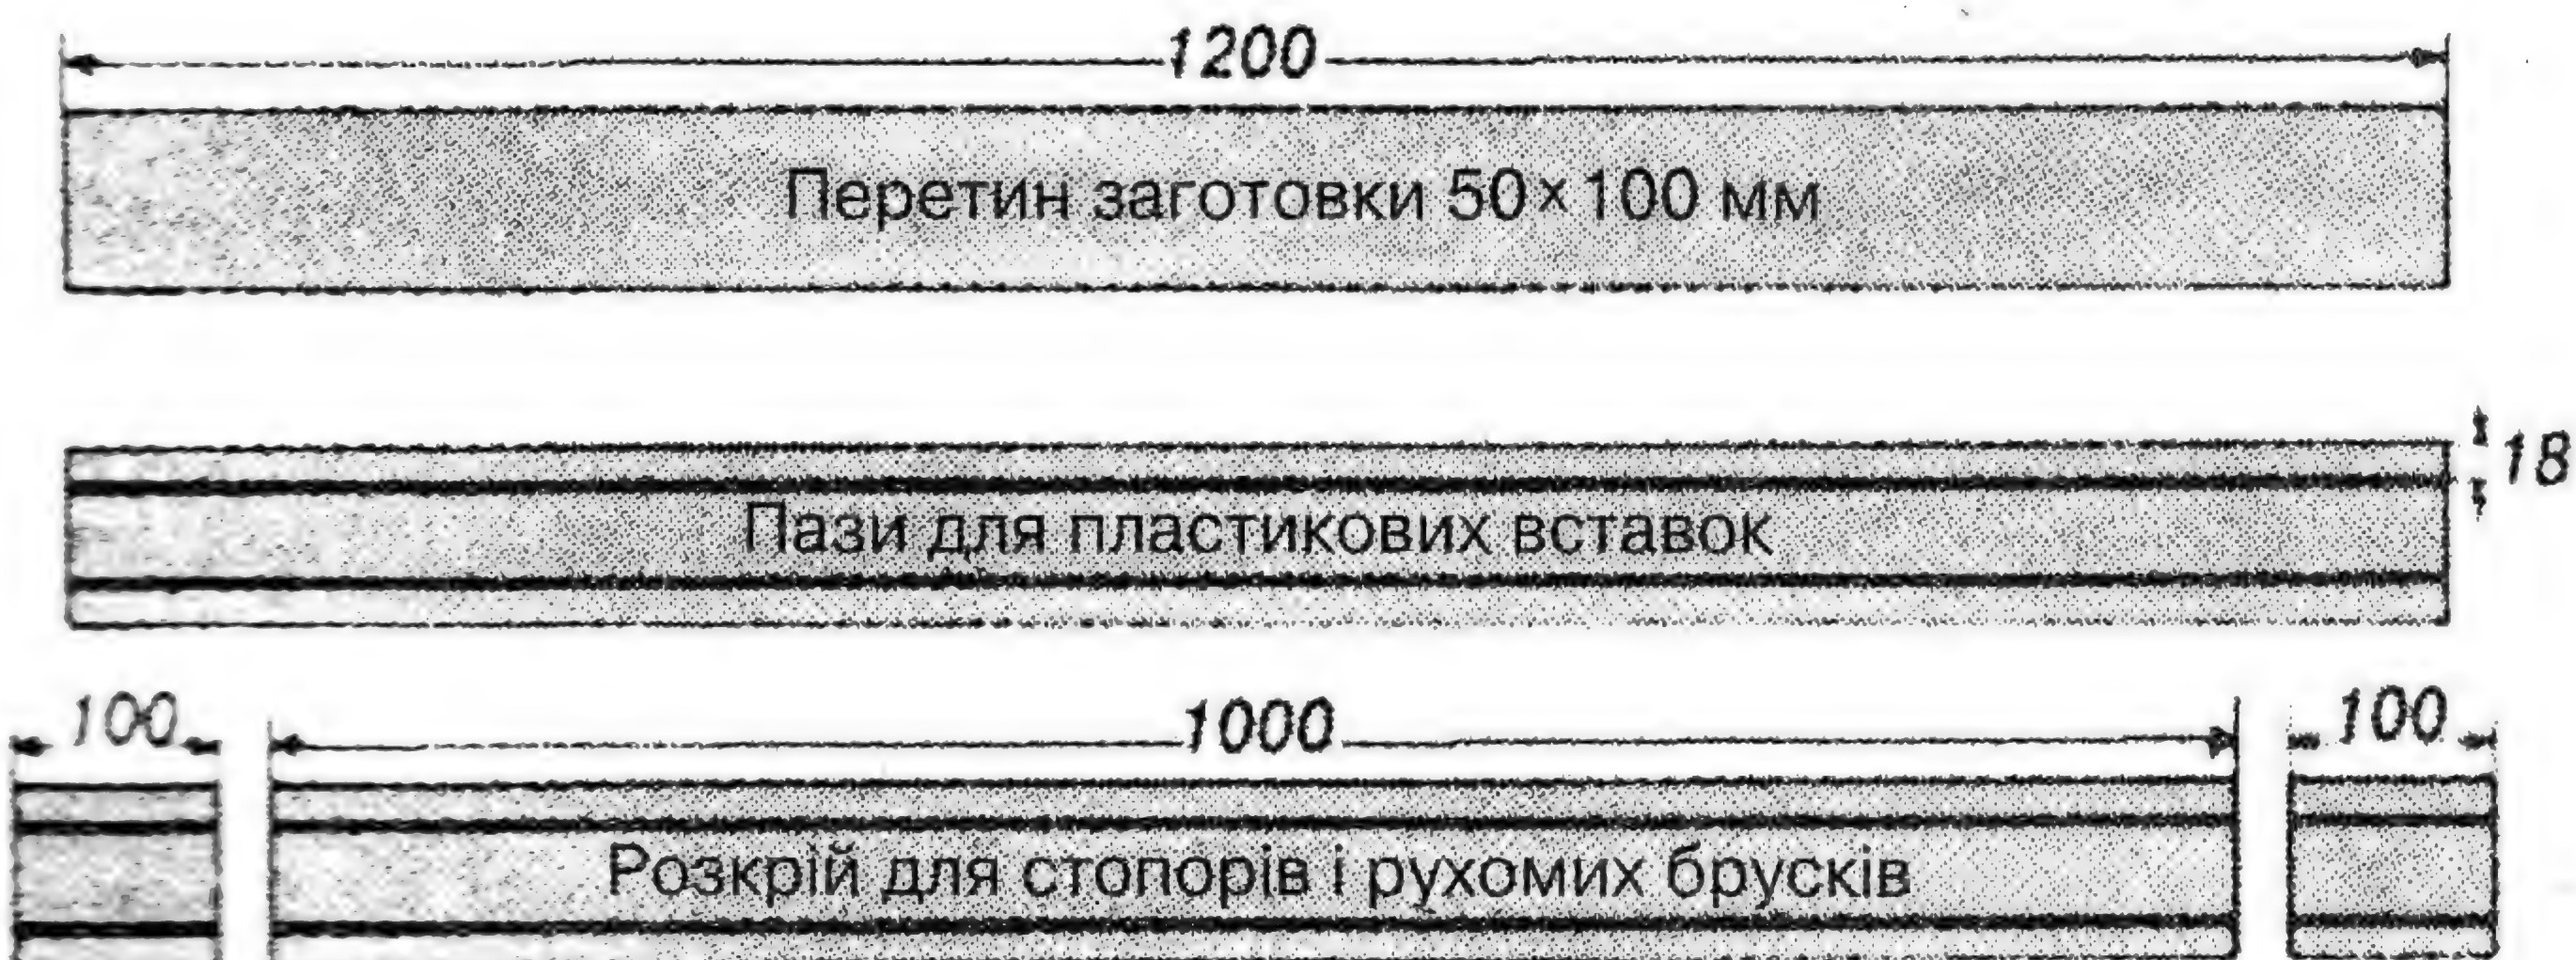 1200
Перетин заготовки 50×100 мм
18
Пази для пластикових вставок
100
1000
100
Розкрій для стопорів і рухомих брусків